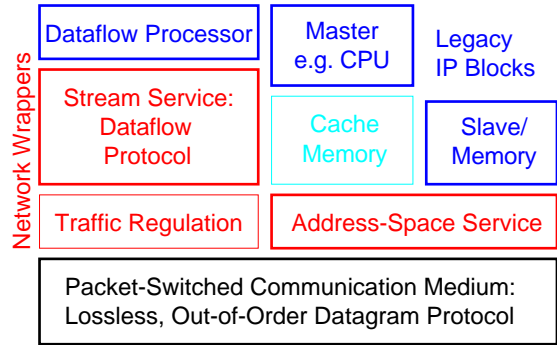 Dataflow Processor
Master
e.g. CPU
Legacy
IP Blocks
Network Wrappers
Stream Service:
Dataflow
Protocol
Cache
Memory
Slave/
Memory
Traffic Regulation
Address-Space Service
Packet-Switched Communication Medium:
Lossless, Out-of-Order Datagram Protocol